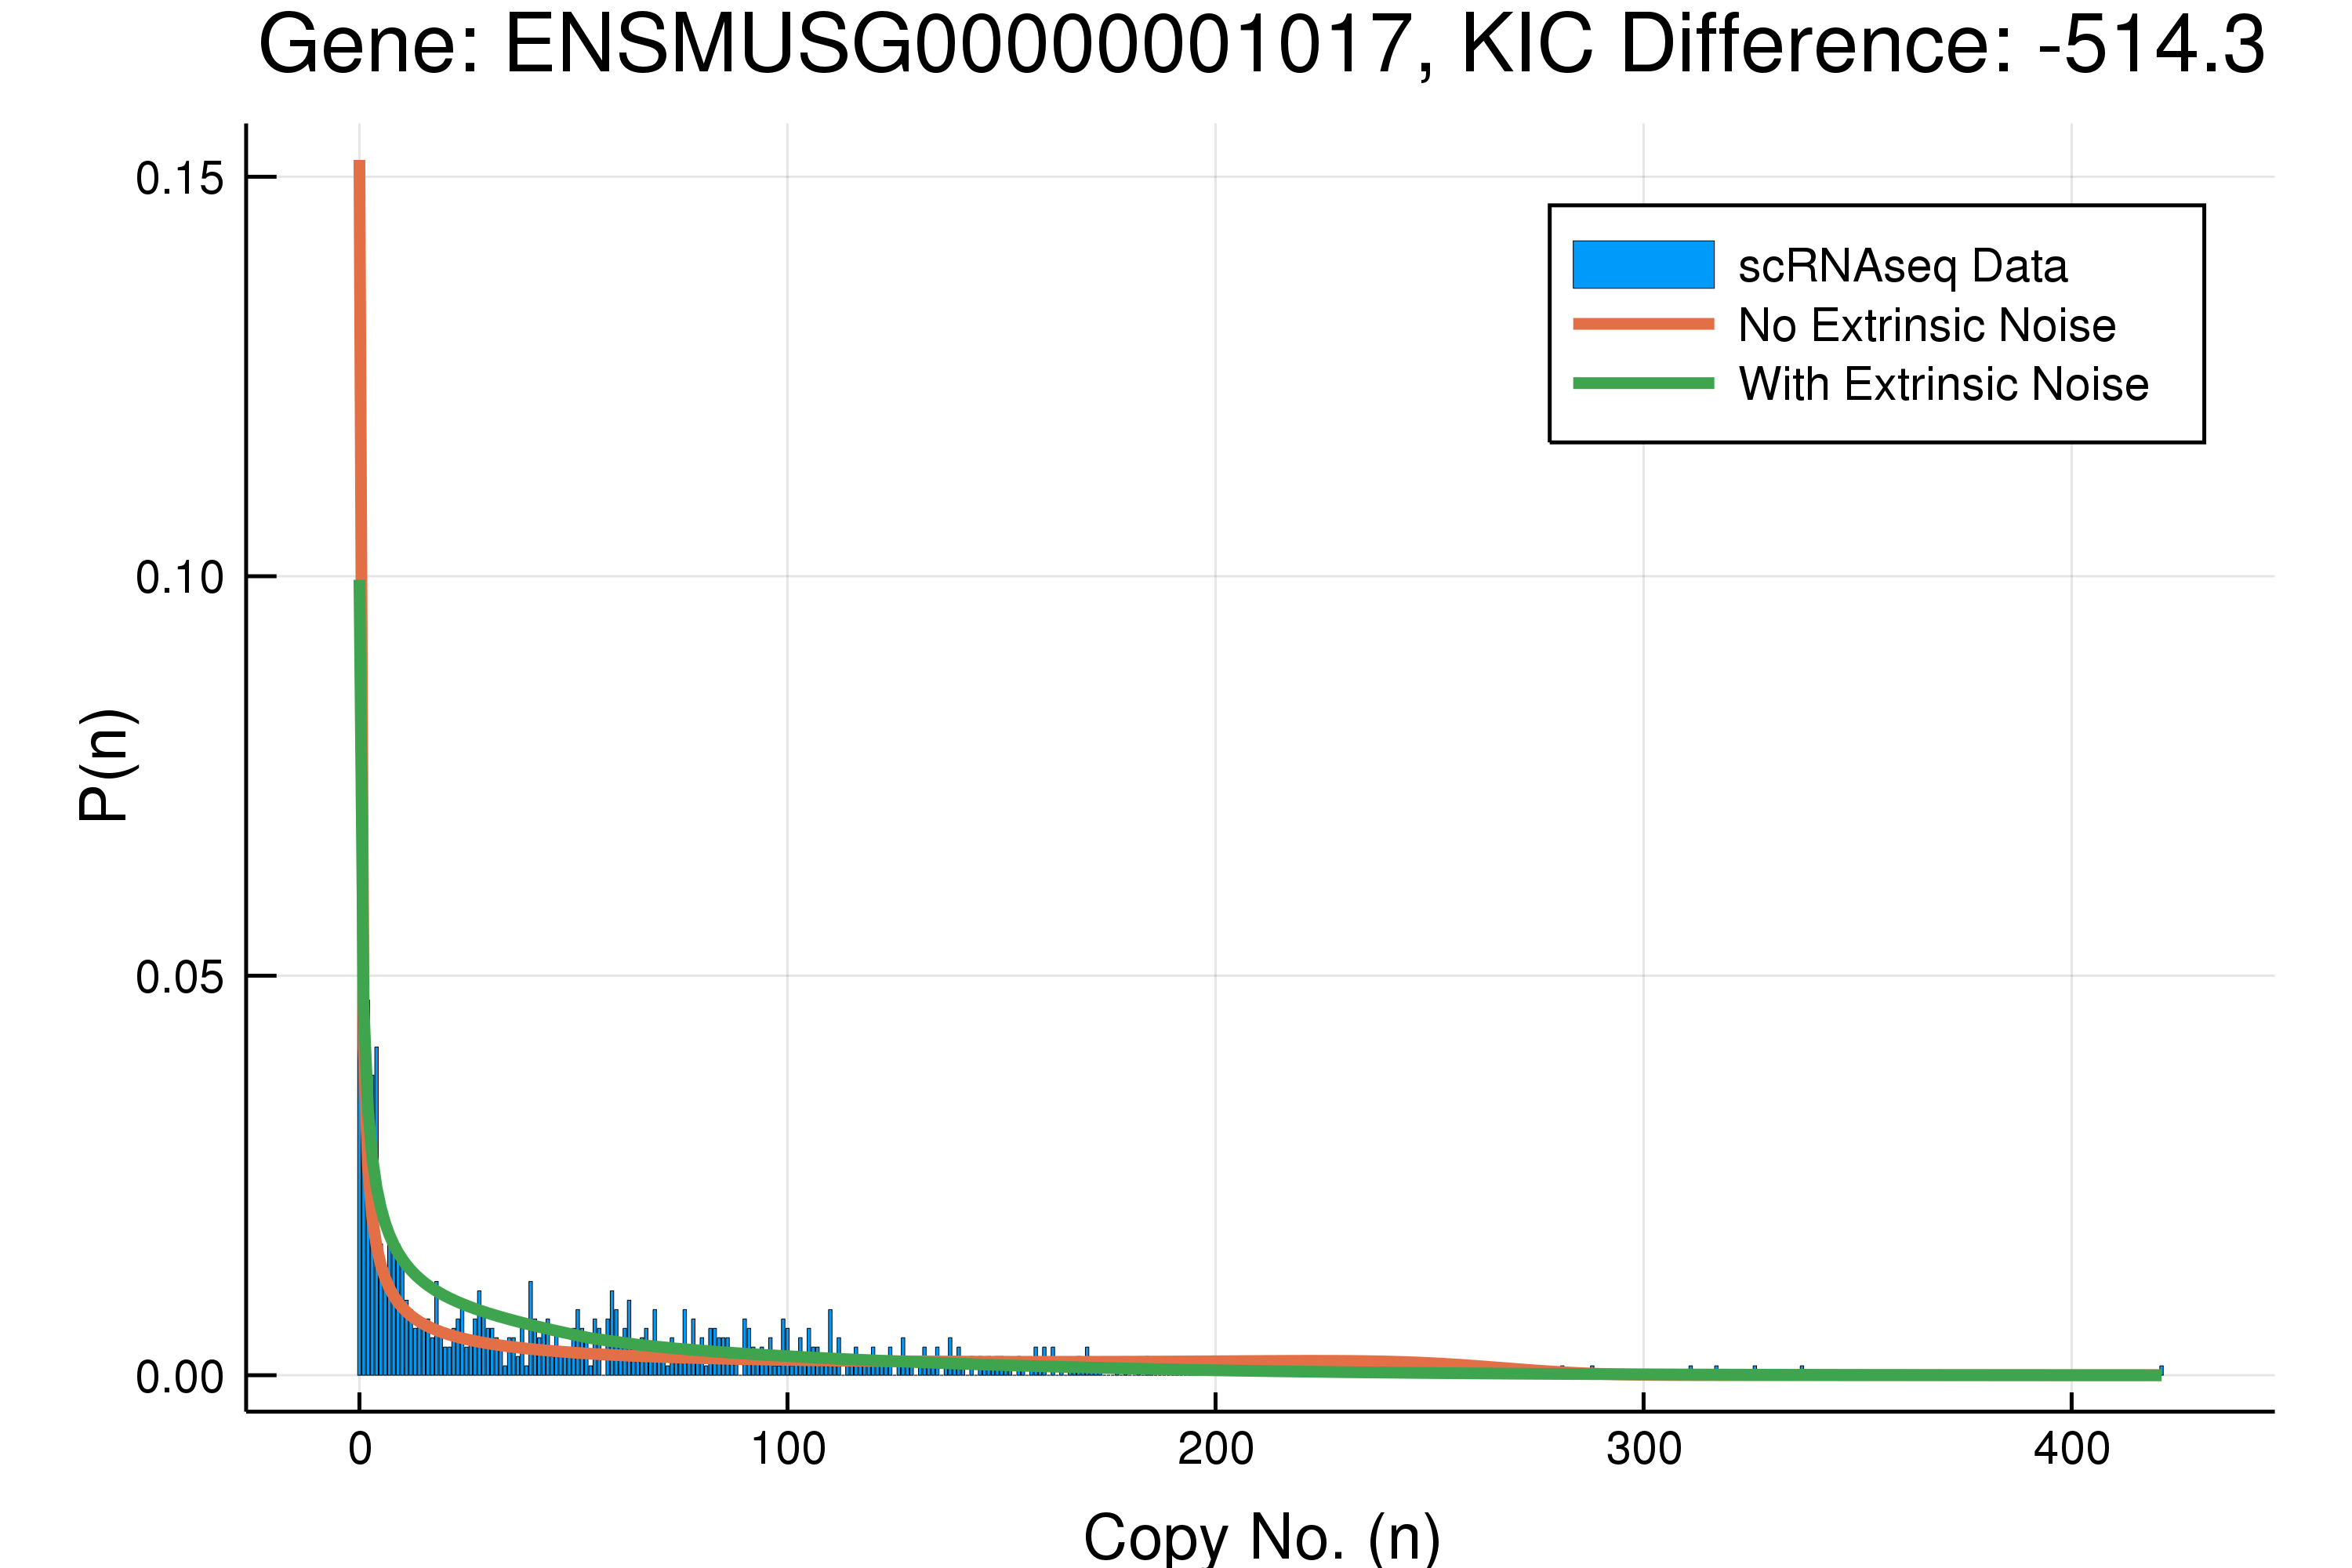 Gene: ENSMUSG00000001017, KIC Difference: -514.3
0.15
scRNAseq Data
No Extrinsic Noise
With Extrinsic Noise
0.10
P(n)
0.05
0.00
0 100 200 300 400
Copy No. (n)